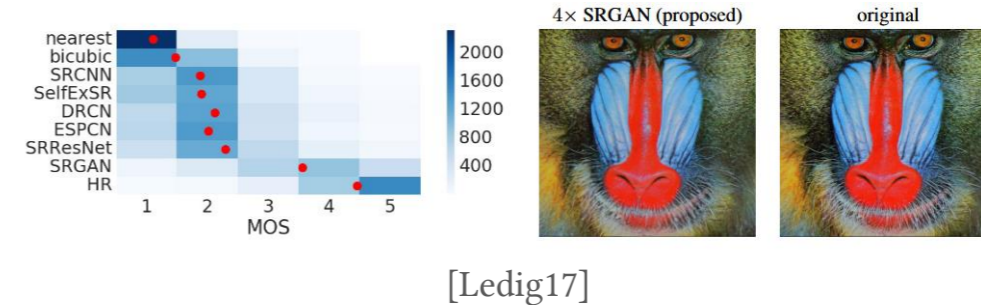 4× SRGAN (proposed)
original
nearest
bicubic
SRCNN
SelfExSR
DRCN
ESPCN
SRResNet
SRGAN
HR
1 2 3 4 5
MOS
2000
1600
1200
800
400
[Ledig17]